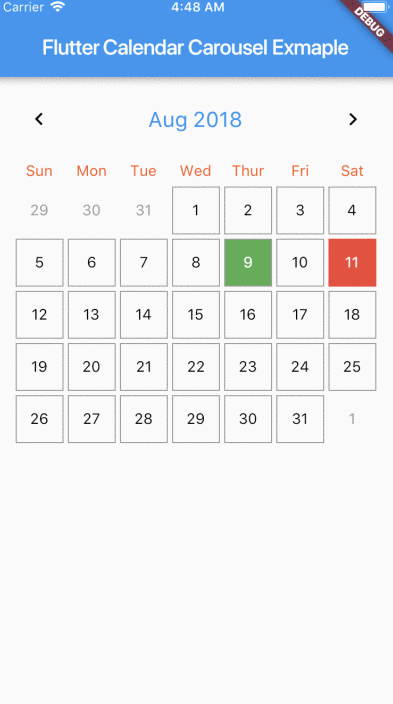 Carrier 4:48 AM
DEBUG
Flutter Calendar Carousel Exmaple
Aug 2018
Sun Mon Tue Wed Thur Fri Sat
29 30 31 1 2 3 4
5 6 7 8 9 10 11
12 13 14 15 16 17 18
19 20 21 22 23 24 25
26 27 28 29 30 31 1